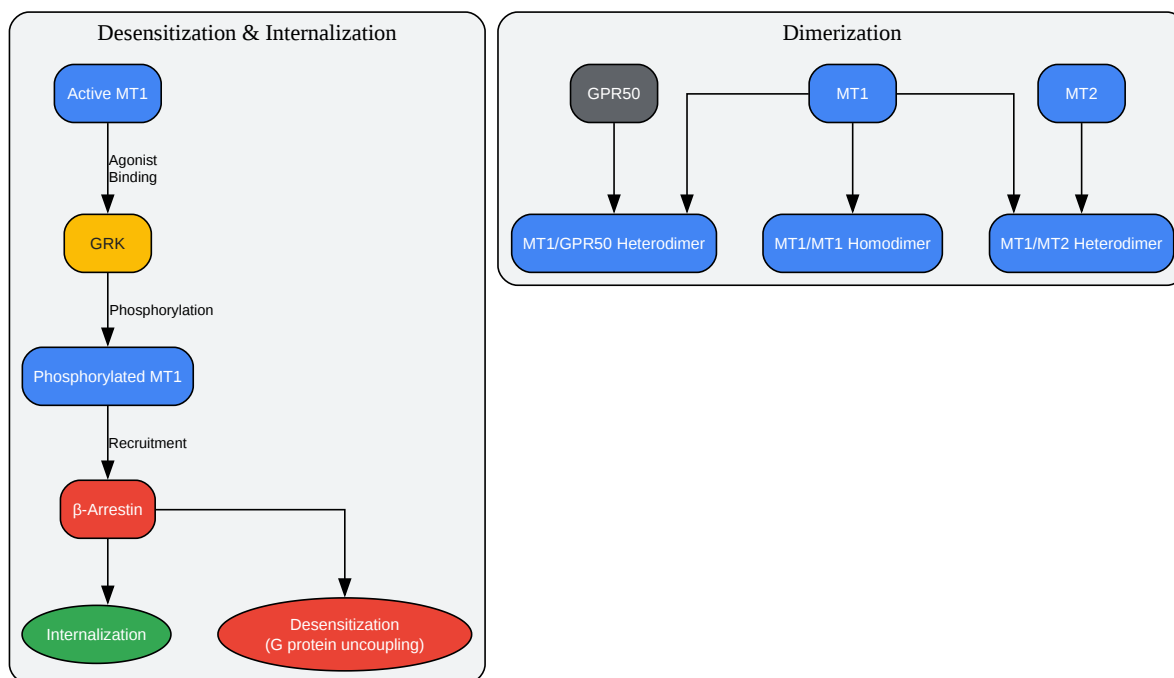 Desensitization & Internalization
Active MT1
Agonist
Binding
GRK
Phosphorylation
Phosphorylated MT1
Recruitment
β-Arrestin
Internalization
Desensitization
(G protein uncoupling)
Dimerization
GPR50
MT1
MT2
MT1/GPR50 Heterodimer
MT1/MT1 Homodimer
MT1/MT2 Heterodimer